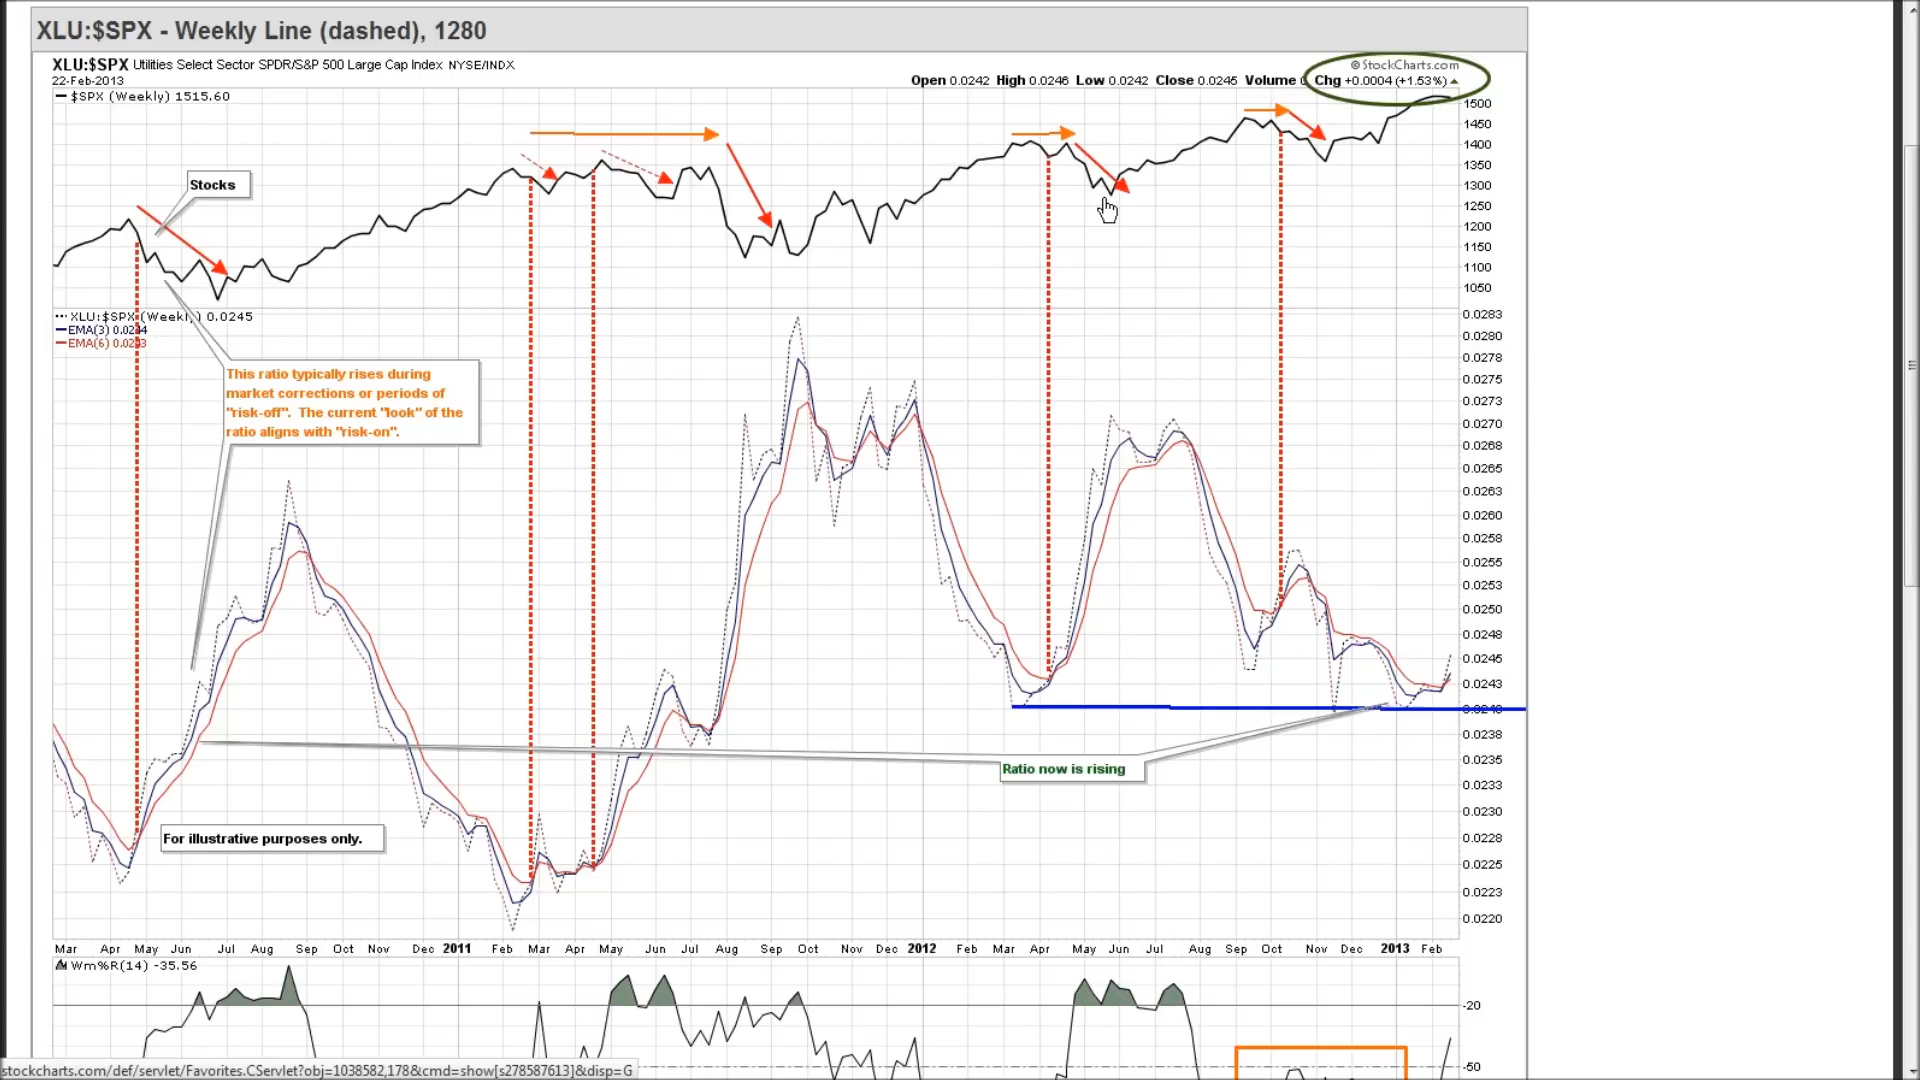 XLU:$SPX - Weekly Line (dashed), 1280
XLU:$SPX Utilities Select Sector SPDR/S&P 500 Large Cap Index NYSE/INDX
©StockCharts.com
22-Feb-2013
Open 0.0242 High 0.0246 Low 0.0242 Close 0.0245 Volume Chg +0.0004 (+1.53%)
$SPX (Weekly) 1515.60
1500
1450
1400
1350
1300
1250
1200
1150
1100
1050
Stocks
XLU:$SPX (Weekly) 0.0245
EMA(3) 0.0244
EMA(6) 0.0243
This ratio typically rises during
market corrections or periods of
"risk-off". The current "look" of the
ratio aligns with "risk-on".
0.0283
0.0280
0.0278
0.0275
0.0273
0.0270
0.0268
0.0265
0.0263
0.0260
0.0258
0.0255
0.0253
0.0250
0.0248
0.0245
0.0243
0.0240
0.0238
0.0235
0.0233
0.0230
0.0228
0.0225
0.0223
0.0220
Ratio now is rising
For illustrative purposes only.
Mar Apr May Jun Jul Aug Sep Oct Nov Dec 2011 Feb Mar Apr May Jun Jul Aug Sep Oct Nov Dec 2012 Feb Mar Apr May Jun Jul Aug Sep Oct Nov Dec 2013 Feb
Wm%R(14) -35.56
-20
-50
stockcharts.com/def/servlet/Favorites.CServlet?obj=1038582,178&cmd=show[s278587613]&disp=G